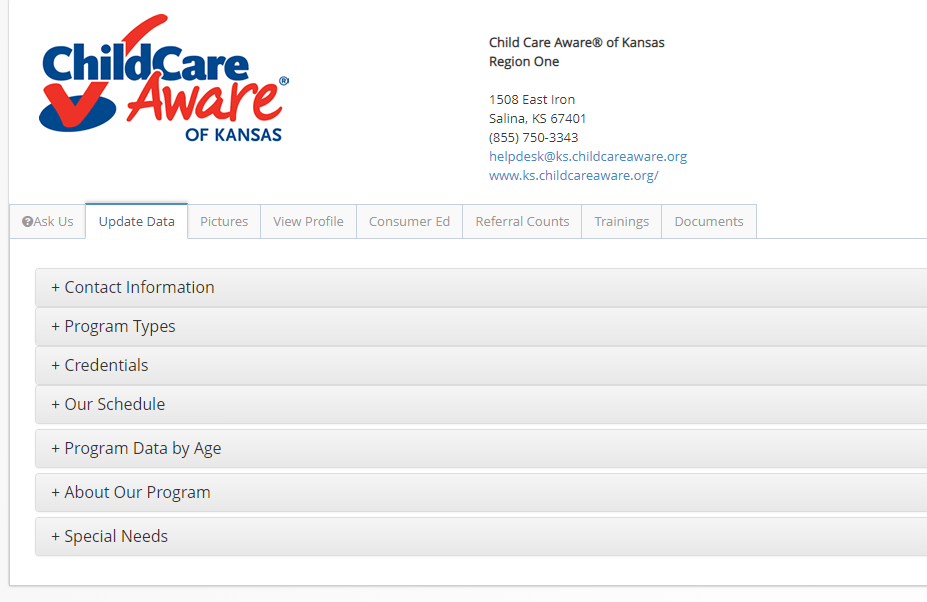 ChildCare
Aware®
OF KANSAS
Child Care Aware® of Kansas
Region One
1508 East Iron
Salina, KS 67401
(855) 750-3343
helpdesk@ks.childcareaware.org
www.ks.childcareaware.org/
Ask Us Update Data Pictures View Profile Consumer Ed Referral Counts Trainings Documents
+ Contact Information
+ Program Types
+ Credentials
+ Our Schedule
+ Program Data by Age
+ About Our Program
+ Special Needs